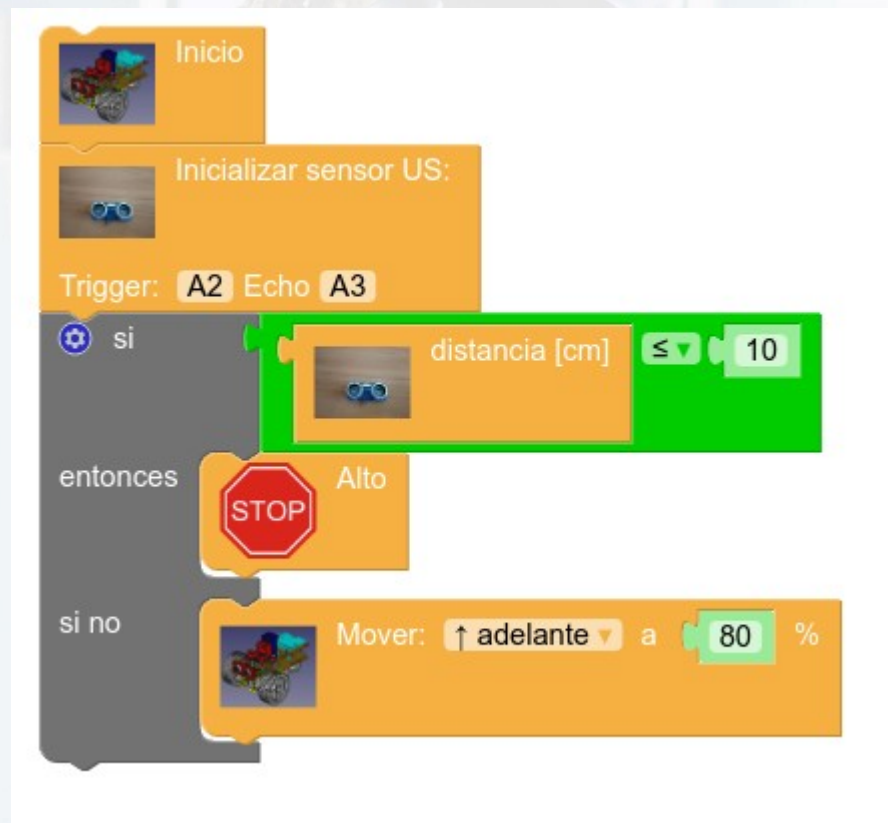 Inicio
Inicializar sensor US:
Trigger: A2 Echo A3
si distancia [cm] ≤ 10
entonces STOP Alto
si no Mover: ↑ adelante a 80 %